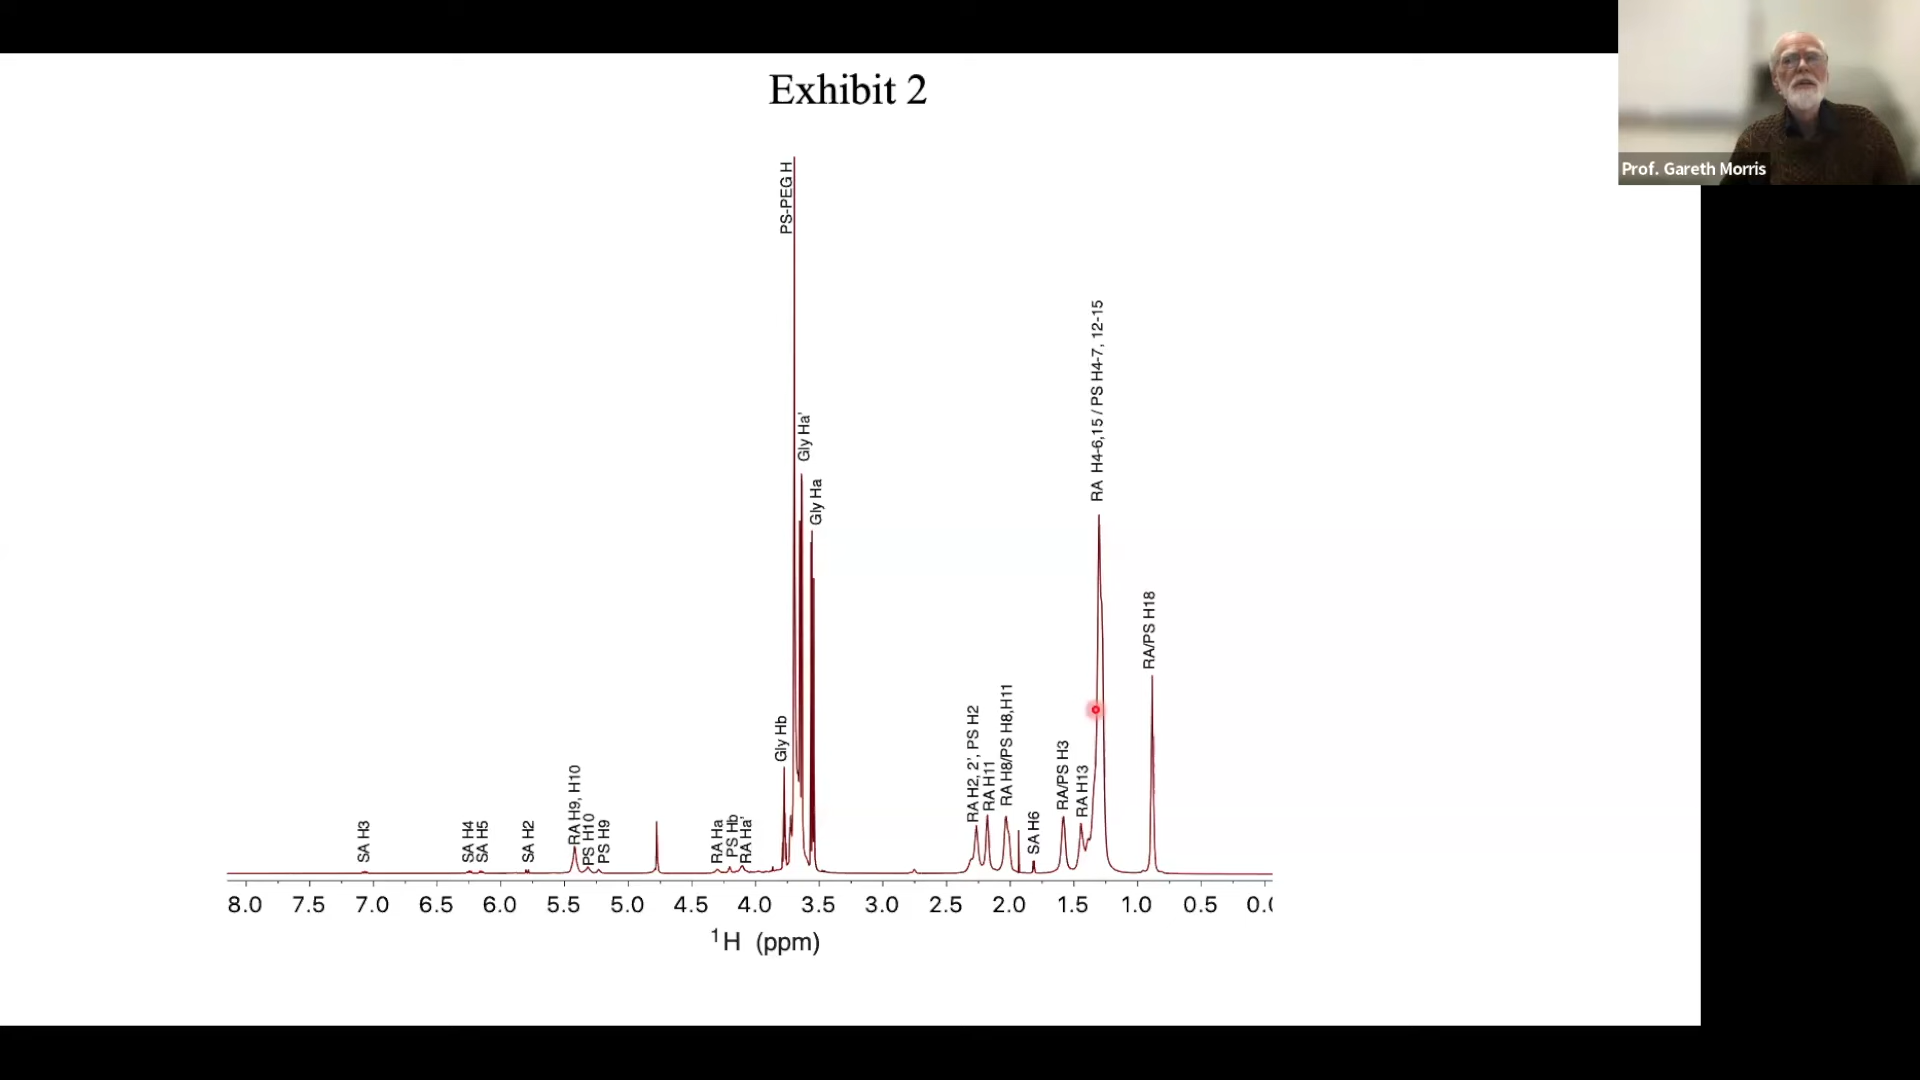 Exhibit 2
Prof. Gareth Morris
PS-PEG H
Gly Ha'
Gly Ha
Gly Hb
RA H4-6,15 / PS H4-7, 12-15
RA/PS H18
SA H3
SA H4
SA H5
SA H2
RA H9, H10
PS H10
PS H9
RA Ha
PS Hb
RA Ha'
RA H2, 2', PS H2
RA H11
RA H8/PS H8,H11
SA H6
RA/PS H3
RA H13
8.0 7.5 7.0 6.5 6.0 5.5 5.0 4.5 4.0 3.5 3.0 2.5 2.0 1.5 1.0 0.5 0.0
¹H (ppm)